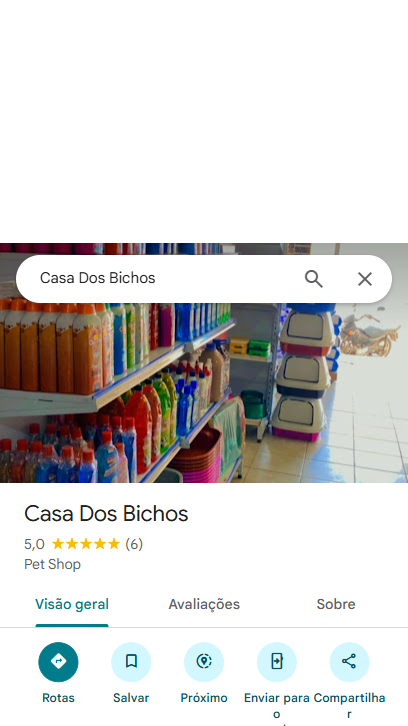 Casa Dos Bichos
Casa Dos Bichos
5,0 (6)
Pet Shop
Visão geral Avaliações Sobre
Rotas Salvar Próximo Enviar para Compartilha
o r